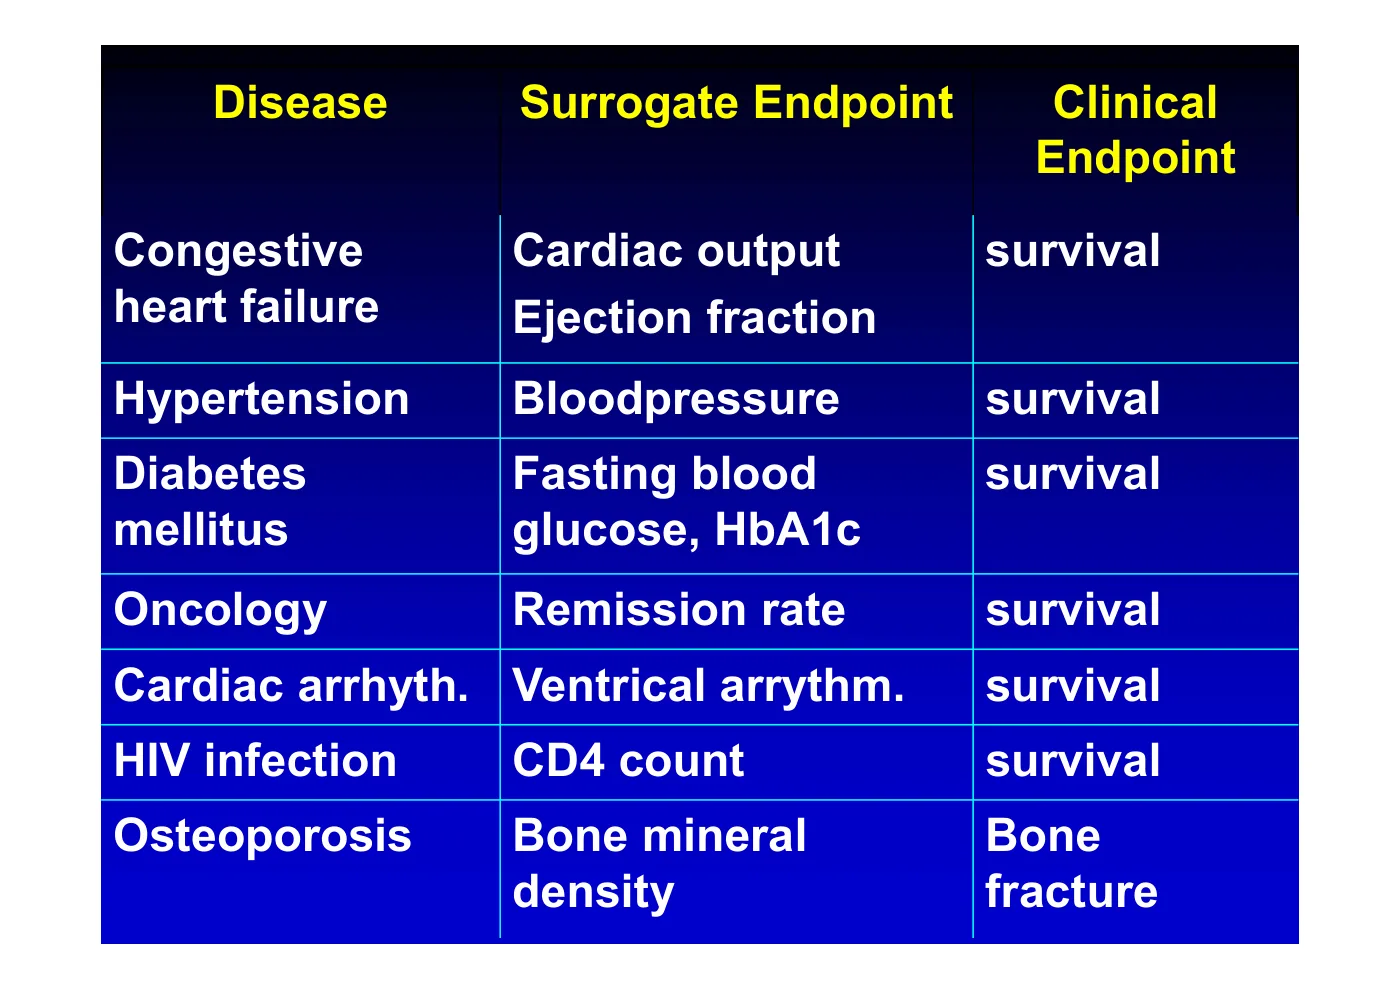 Disease
Surrogate Endpoint
Clinical
Endpoint
Congestive
heart failure
Cardiac output
Ejection fraction
survival
Hypertension
Bloodpressure
survival
Diabetes
mellitus
Fasting blood
glucose, HbA1c
survival
Oncology
Remission rate
survival
Cardiac arrhyth.
Ventrical arrythm.
survival
HIV infection
CD4 count
survival
Osteoporosis
Bone mineral
density
Bone
fracture